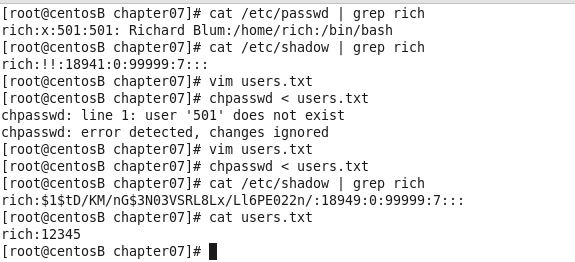 [root@centosB chapter07]# cat /etc/passwd | grep rich
rich:x:501:501: Richard Blum:/home/rich:/bin/bash
[root@centosB chapter07]# cat /etc/shadow | grep rich
rich:!!:18941:0:99999:7:::
[root@centosB chapter07]# vim users.txt
[root@centosB chapter07]# chpasswd < users.txt
chpasswd: line 1: user '501' does not exist
chpasswd: error detected, changes ignored
[root@centosB chapter07]# vim users.txt
[root@centosB chapter07]# chpasswd < users.txt
[root@centosB chapter07]# cat /etc/shadow | grep rich
rich:$1$tD/KM/nG$3N03VSRL8Lx/Ll6PE022n/:18949:0:99999:7:::
[root@centosB chapter07]# cat users.txt
rich:12345
[root@centosB chapter07]#